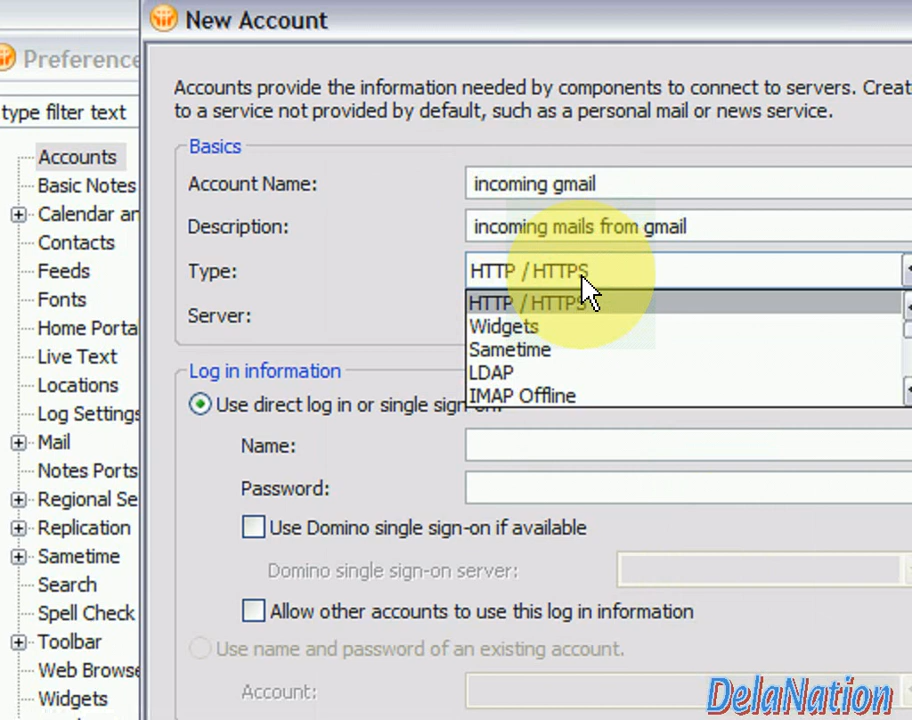 New Account
Preference
type filter text
Accounts
Basic Notes
Calendar an
Contacts
Feeds
Fonts
Home Porta
Live Text
Locations
Log Settings
Mail
Notes Ports
Regional Se
Replication
Sametime
Search
Spell Check
Toolbar
Web Browse
Widgets
Accounts provide the information needed by components to connect to servers. Creat
to a service not provided by default, such as a personal mail or news service.
Basics
Account Name: incoming gmail
Description: incoming mails from gmail
Type: HTTP / HTTPS
HTTP / HTTPS
Widgets
Sametime
LDAP
IMAP Offline
Server:
Log in information
Use direct log in or single sign-on.
Name:
Password:
Use Domino single sign-on if available
Domino single sign-on server:
Allow other accounts to use this log in information
Use name and password of an existing account.
Account:
DelaNation